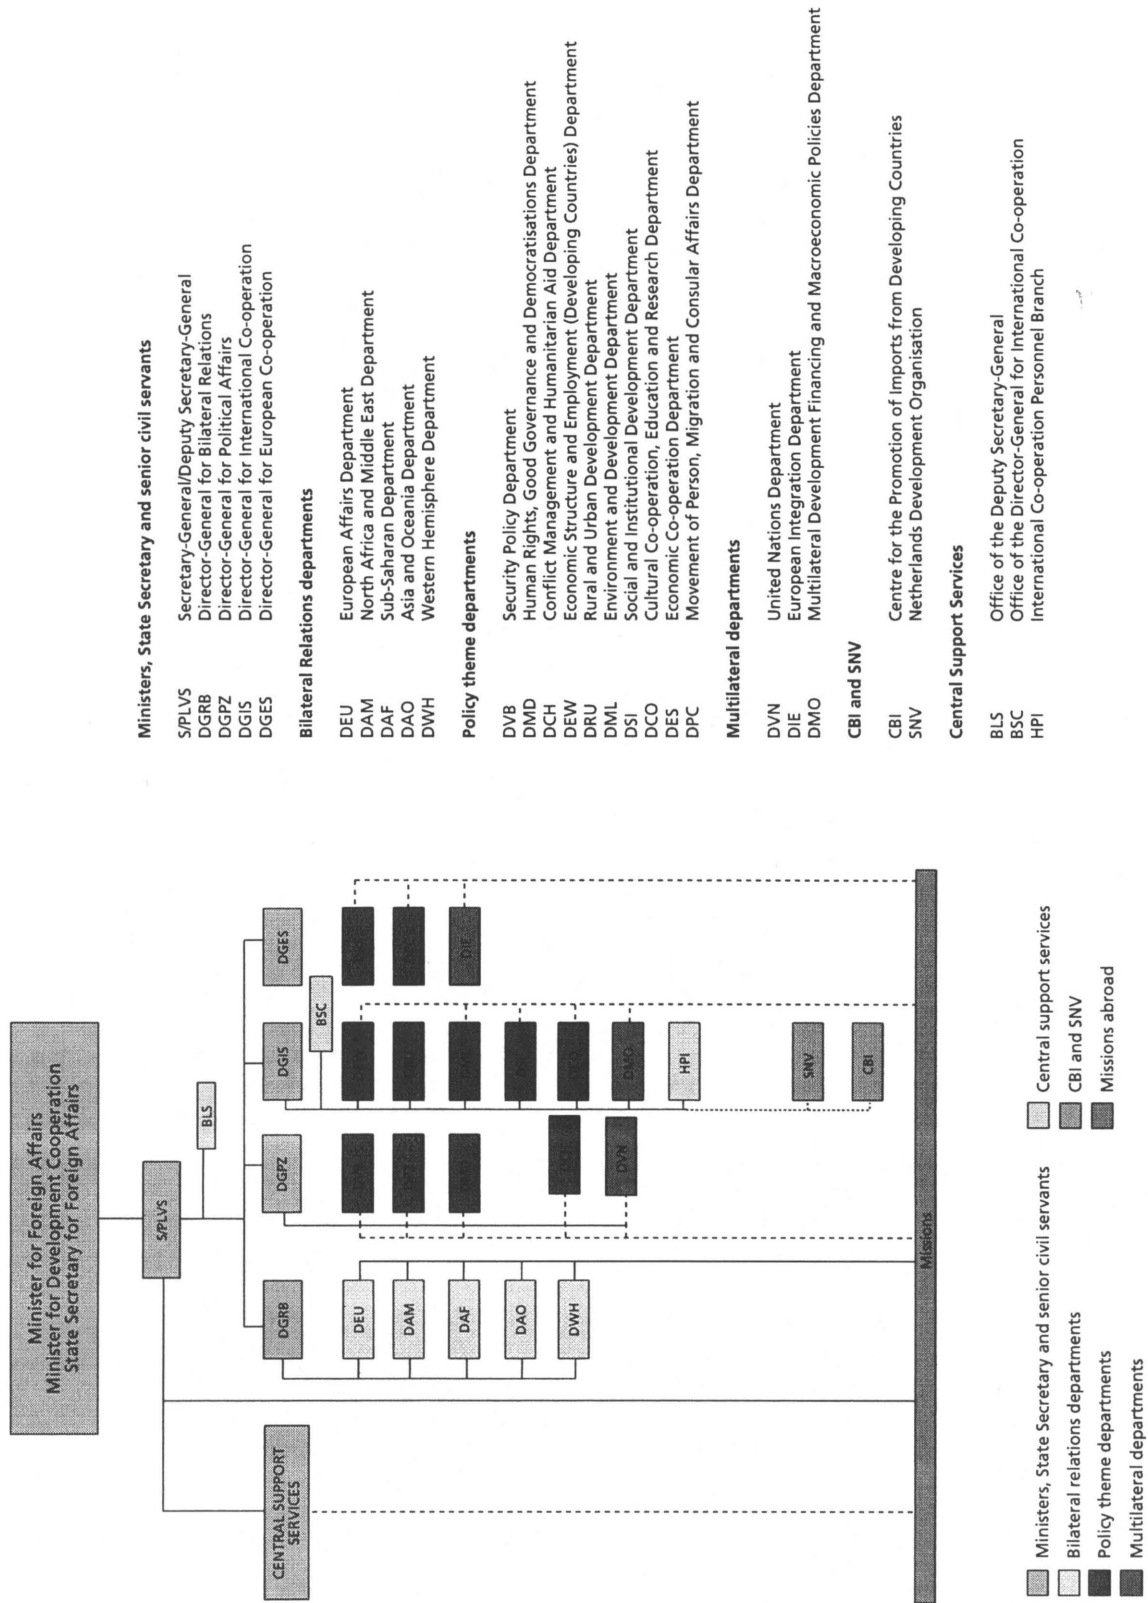 Minister for Foreign Affairs
Minister for Development Cooperation
State Secretary for Foreign Affairs
S/PLVS
BLS
CENTRAL SUPPORT
SERVICES
DGRB
DGPZ
DGIS
DGES
BSC
DEU
DAM
DAF
DAO
DWH
DVN
DMO
HPI
SNV
CBI
DIE
Missions
Ministers, State Secretary and senior civil servants
Bilateral relations departments
Policy theme departments
Multilateral departments
Central support services
CBI and SNV
Missions abroad
Ministers, State Secretary and senior civil servants
S/PLVS Secretary-General/Deputy Secretary-General
DGRB Director-General for Bilateral Relations
DGPZ Director-General for Political Affairs
DGIS Director-General for International Co-operation
DGES Director-General for European Co-operation
Bilateral Relations departments
DEU European Affairs Department
DAM North Africa and Middle East Department
DAF Sub-Saharan Department
DAO Asia and Oceania Department
DWH Western Hemisphere Department
Policy theme departments
DVB Security Policy Department
DMD Human Rights, Good Governance and Democratisations Department
DCH Conflict Management and Humanitarian Aid Department
DEW Economic Structure and Employment (Developing Countries) Department
DRU Rural and Urban Development Department
DML Environment and Development Department
DSI Social and Institutional Development Department
DCO Cultural Co-operation, Education and Research Department
DES Economic Co-operation Department
DPC Movement of Person, Migration and Consular Affairs Department
Multilateral departments
DVN United Nations Department
DIE European Integration Department
DMO Multilateral Development Financing and Macroeconomic Policies Department
CBI and SNV
CBI Centre for the Promotion of Imports from Developing Countries
SNV Netherlands Development Organisation
Central Support Services
BLS Office of the Deputy Secretary-General
BSC Office of the Director-General for International Co-operation
HPI International Co-operation Personnel Branch